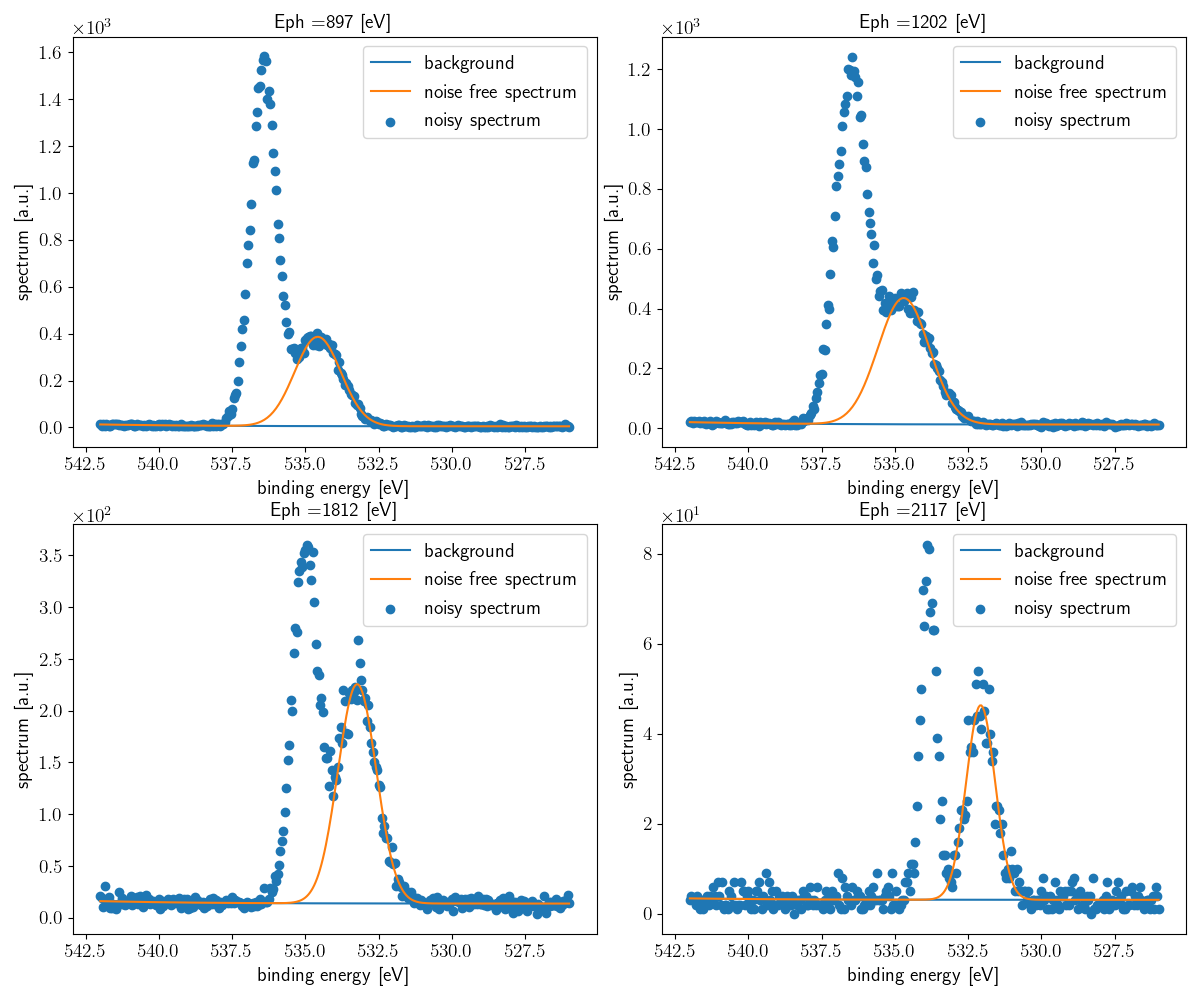 Eph =897 [eV]
×10³
background
noise free spectrum
noisy spectrum
1.6
1.4
1.2
1.0
0.8
0.6
0.4
0.2
0.0
spectrum [a.u.]
542.5 540.0 537.5 535.0 532.5 530.0 527.5
binding energy [eV]
Eph =1202 [eV]
×10³
background
noise free spectrum
noisy spectrum
1.2
1.0
0.8
0.6
0.4
0.2
0.0
spectrum [a.u.]
542.5 540.0 537.5 535.0 532.5 530.0 527.5
binding energy [eV]
Eph =1812 [eV]
×10²
background
noise free spectrum
noisy spectrum
3.5
3.0
2.5
2.0
1.5
1.0
0.5
0.0
spectrum [a.u.]
542.5 540.0 537.5 535.0 532.5 530.0 527.5
binding energy [eV]
Eph =2117 [eV]
×10¹
background
noise free spectrum
noisy spectrum
8
6
4
2
0
spectrum [a.u.]
542.5 540.0 537.5 535.0 532.5 530.0 527.5
binding energy [eV]